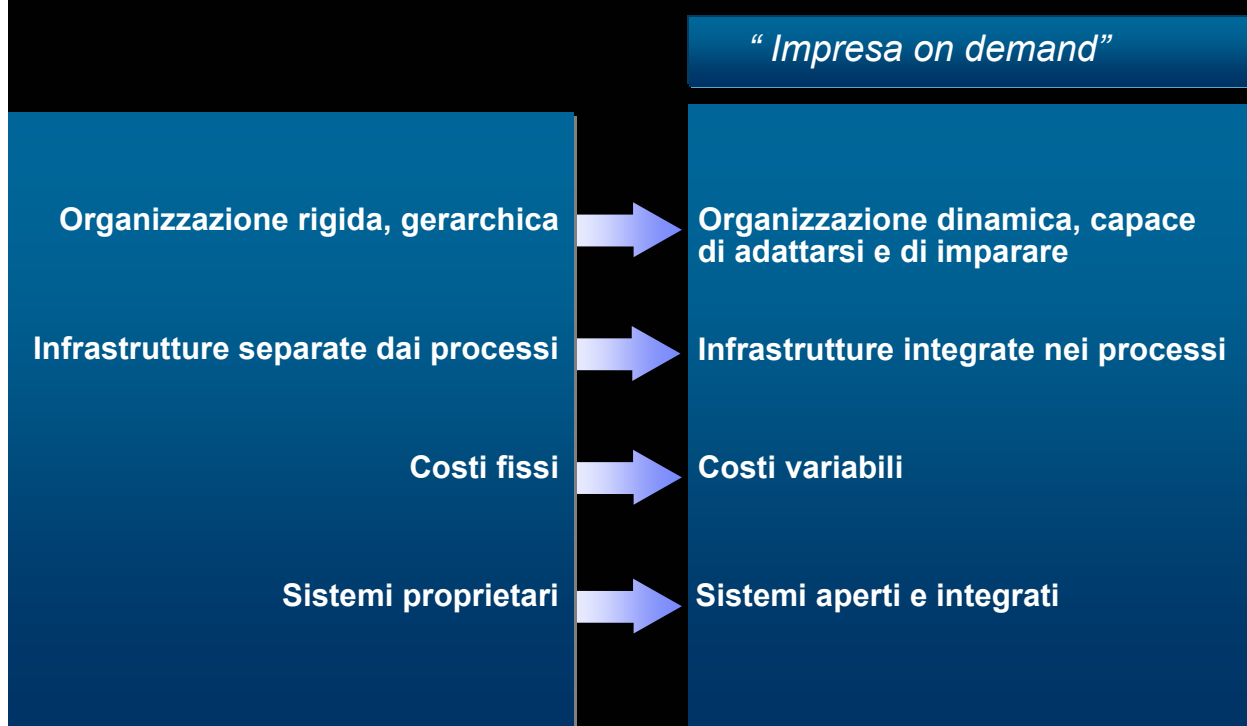 “ Impresa on demand”
Organizzazione rigida, gerarchica
Organizzazione dinamica, capace
di adattarsi e di imparare
Infrastrutture separate dai processi
Infrastrutture integrate nei processi
Costi fissi
Costi variabili
Sistemi proprietari
Sistemi aperti e integrati